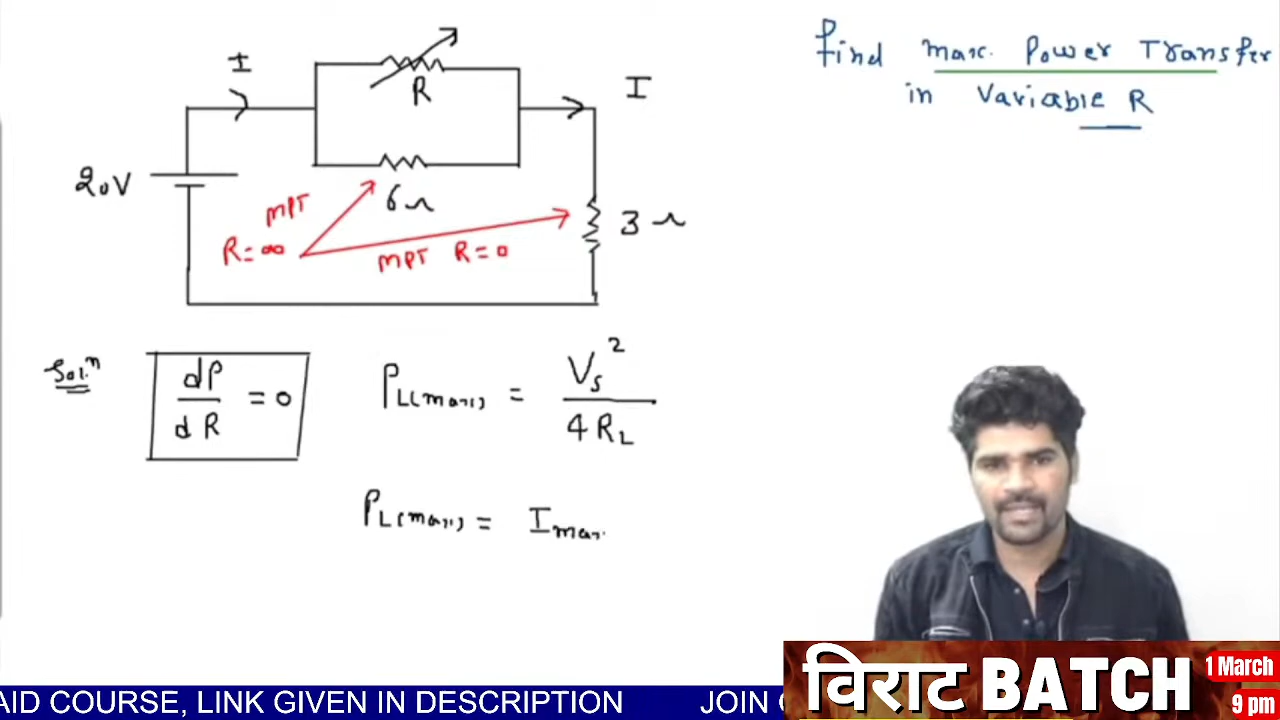 find max. Power Transfer
in Variable R
I
R
I
20V
6Ω
3Ω
MPT
R=∞
MPT R=0
Solⁿ
dP/dR = 0
PL(max) = Vs²/4RL
PL(max) = Imax.
विराट BATCH
1 March
9 pm
AID COURSE, LINK GIVEN IN DESCRIPTION JOIN